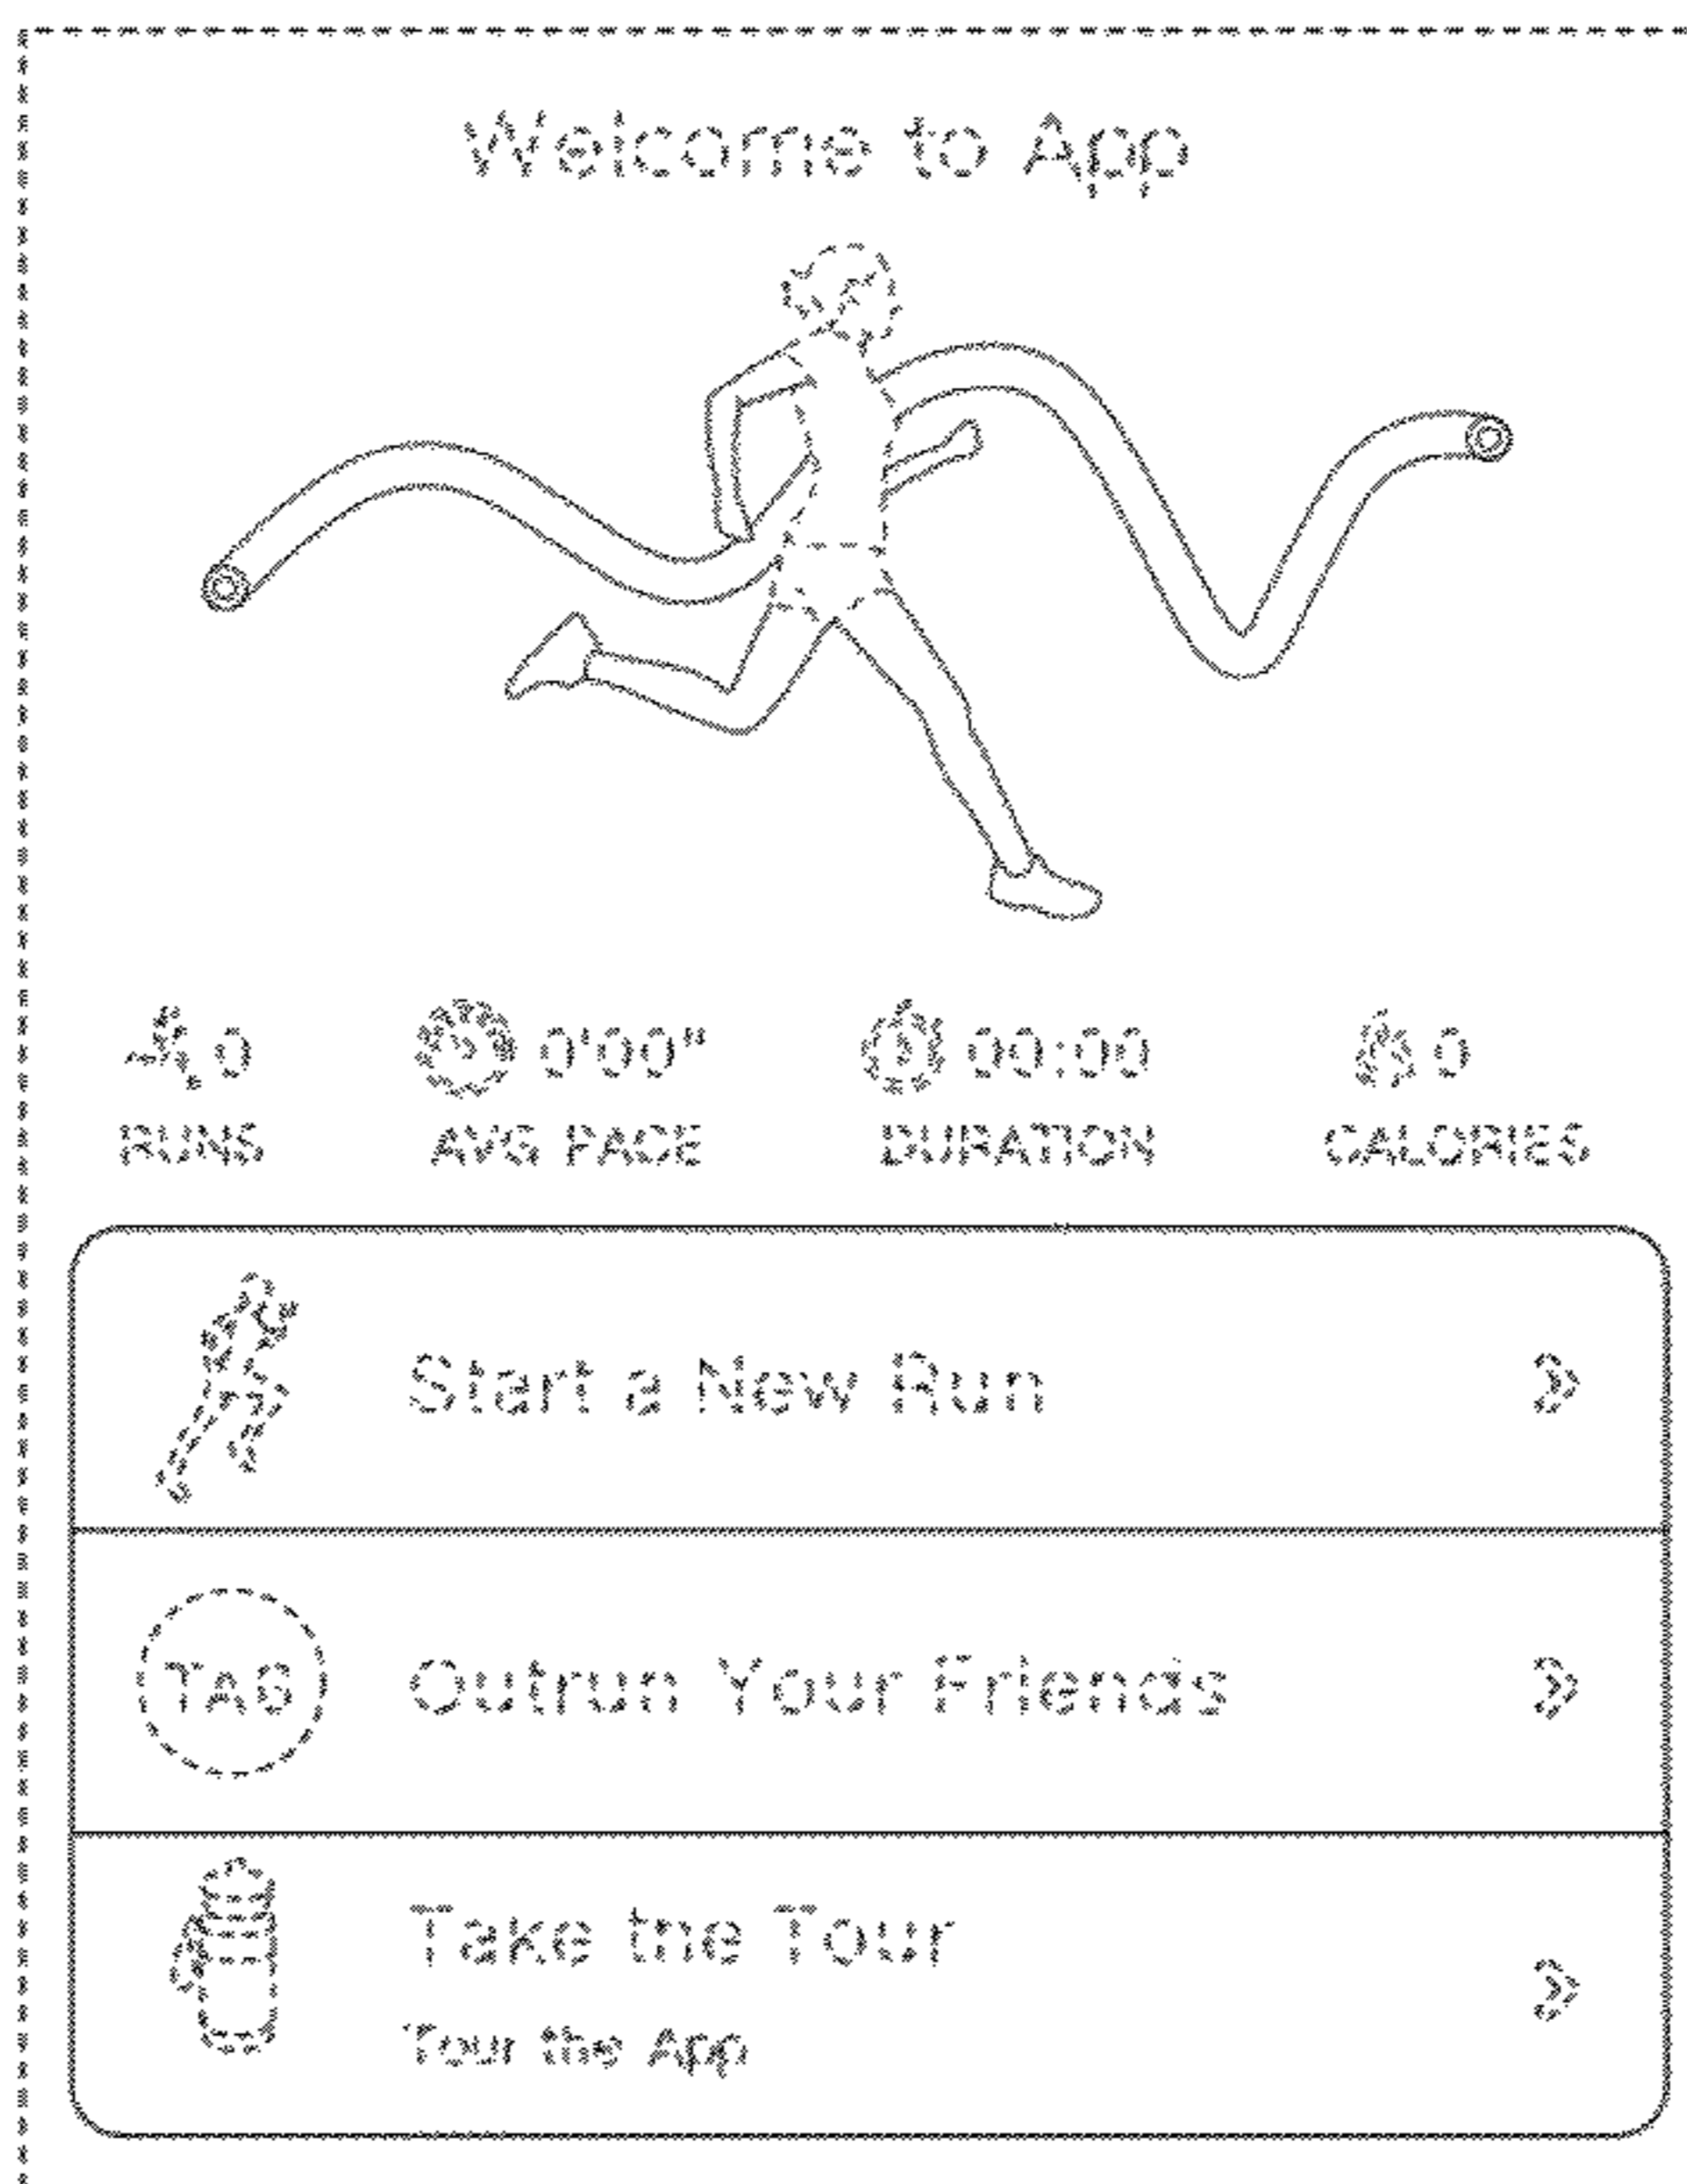 Welcome to App
0 0'00" 00:00 0
RUNS AVG PACE DURATION CALORIES
Start a New Run
TAG Outrun Your Friends
Take the Tour
Tour the App